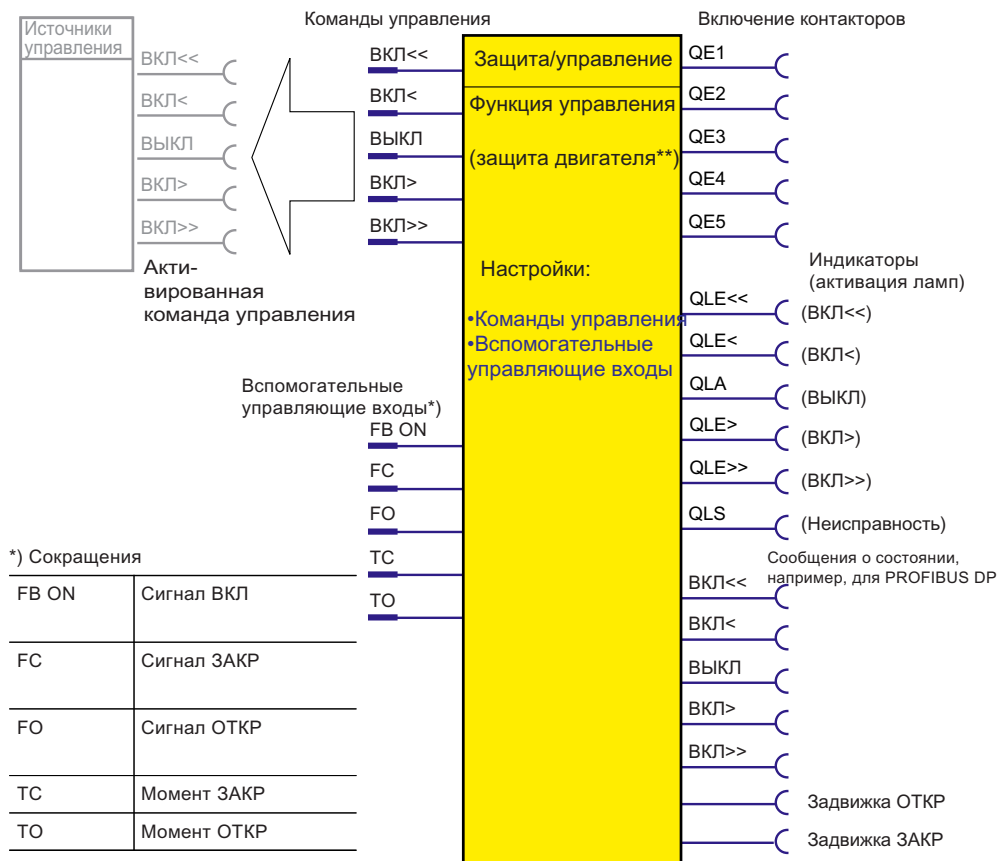 Команды управления
Включение контакторов
Источники
управления
ВКЛ<<
ВКЛ<
ВЫКЛ
ВКЛ>
ВКЛ>>
Акти-
вированная
команда управления
ВКЛ<<
ВКЛ<
ВЫКЛ
ВКЛ>
ВКЛ>>
Защита/управление
Функция управления
(защита двигателя**)
Настройки:
•Команды управления
•Вспомогательные
управляющие входы
QE1
QE2
QE3
QE4
QE5
Индикаторы
(активация ламп)
QLE<<
(ВКЛ<<)
QLE<
(ВКЛ<)
QLA
(ВЫКЛ)
QLE>
(ВКЛ>)
QLE>>
(ВКЛ>>)
QLS
(Неисправность)
Вспомогательные
управляющие входы*)
FB ON
FC
FO
TC
TO
Сообщения о состоянии,
например, для PROFIBUS DP
ВКЛ<<
ВКЛ<
ВЫКЛ
ВКЛ>
ВКЛ>>
Задвижка ОТКР
Задвижка ЗАКР
*) Сокращения
FB ON Сигнал ВКЛ
FC Сигнал ЗАКР
FO Сигнал ОТКР
TC Момент ЗАКР
TO Момент ОТКР